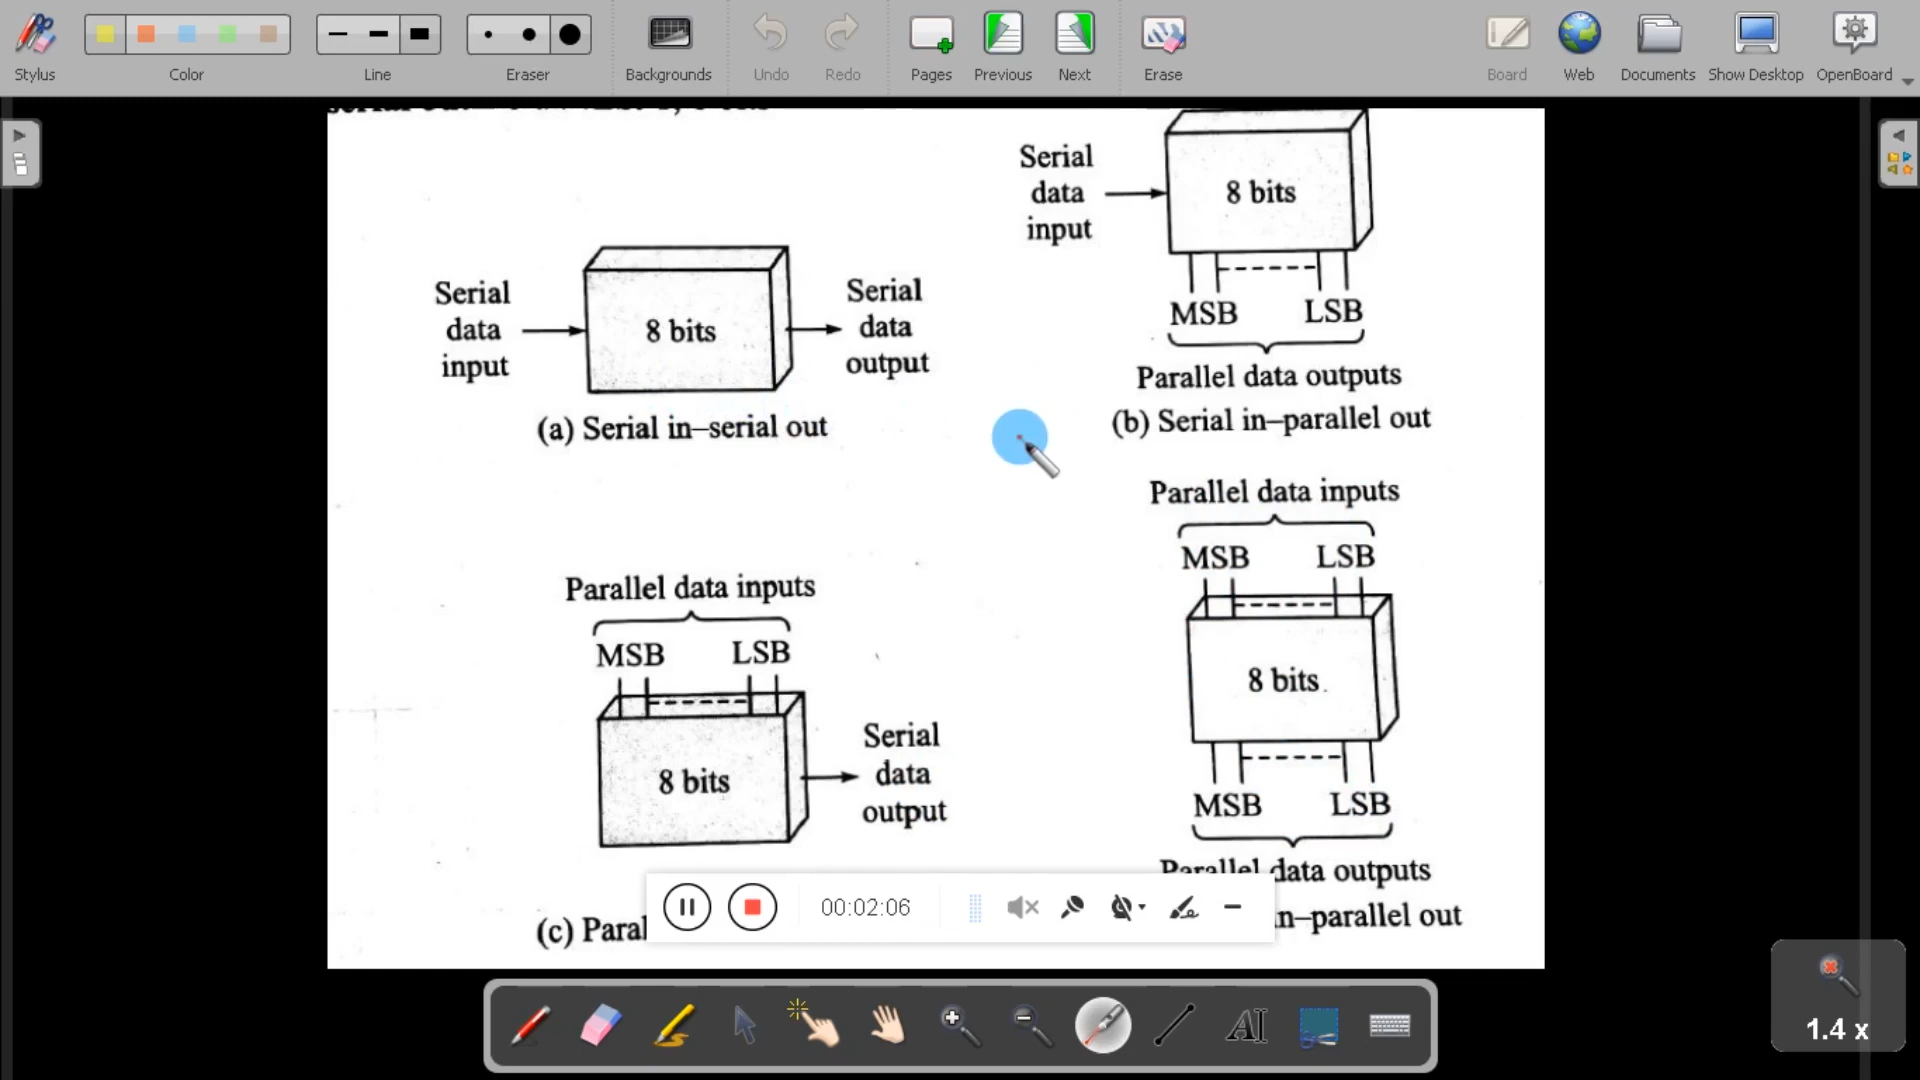 Stylus
Color
Line
Eraser
Backgrounds
Undo
Redo
Pages
Previous
Next
Erase
Board
Web
Documents
Show Desktop
OpenBoard
Serial
data
input
8 bits
MSB LSB
Parallel data outputs
(b) Serial in–parallel out
Serial
data
input
8 bits
Serial
data
output
(a) Serial in–serial out
Parallel data inputs
MSB LSB
8 bits
Serial
data
output
(c)
Parallel data inputs
MSB LSB
8 bits
MSB LSB
Parallel data outputs
in–parallel out
00:02:06
AI
1.4 x